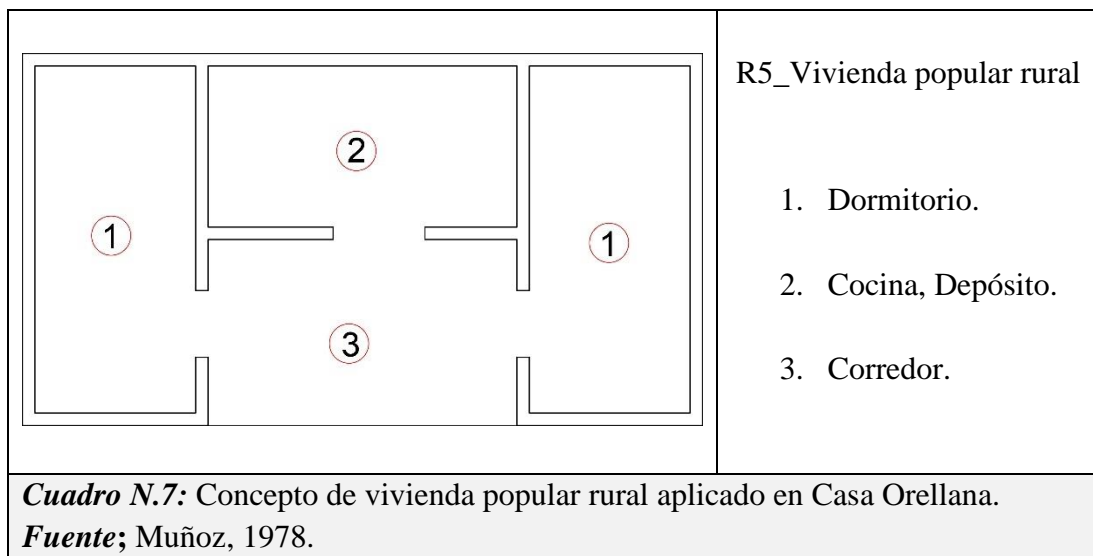 R5_Vivienda popular rural
2
1
1
3
1. Dormitorio.
2. Cocina, Depósito.
3. Corredor.
Cuadro N.7: Concepto de vivienda popular rural aplicado en Casa Orellana.
Fuente; Muñoz, 1978.